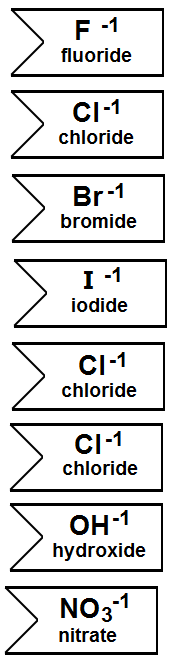 F -1
fluoride
Cl-1
chloride
Br-1
bromide
I -1
iodide
Cl-1
chloride
Cl-1
chloride
OH-1
hydroxide
NO3-1
nitrate